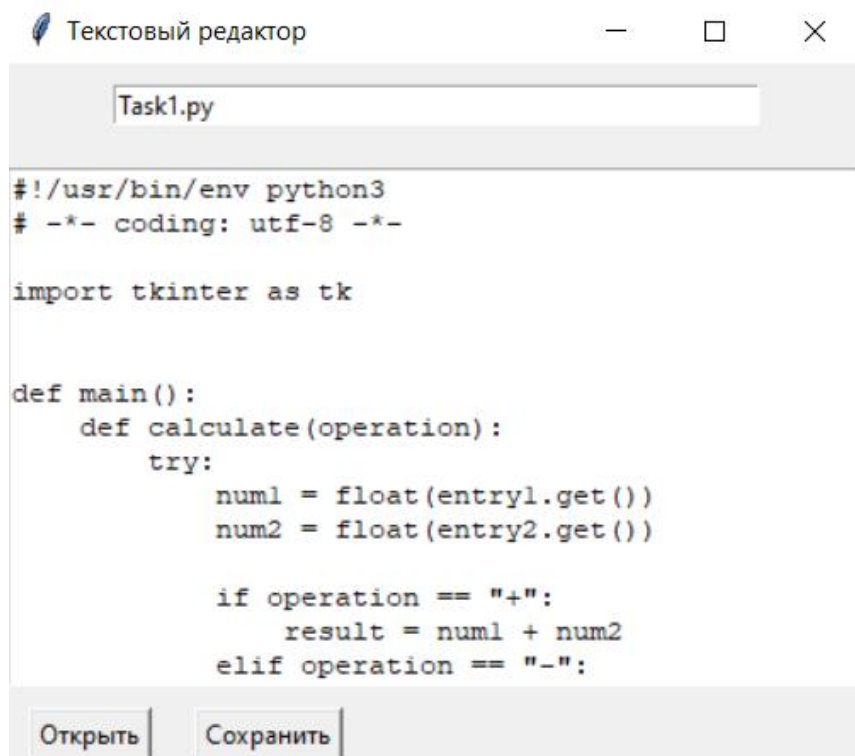 Текстовый редактор
Task1.py
#!/usr/bin/env python3
# -*- coding: utf-8 -*-

import tkinter as tk


def main():
    def calculate(operation):
        try:
            num1 = float(entry1.get())
            num2 = float(entry2.get())

            if operation == "+":
                result = num1 + num2
            elif operation == "-":
Открыть Сохранить